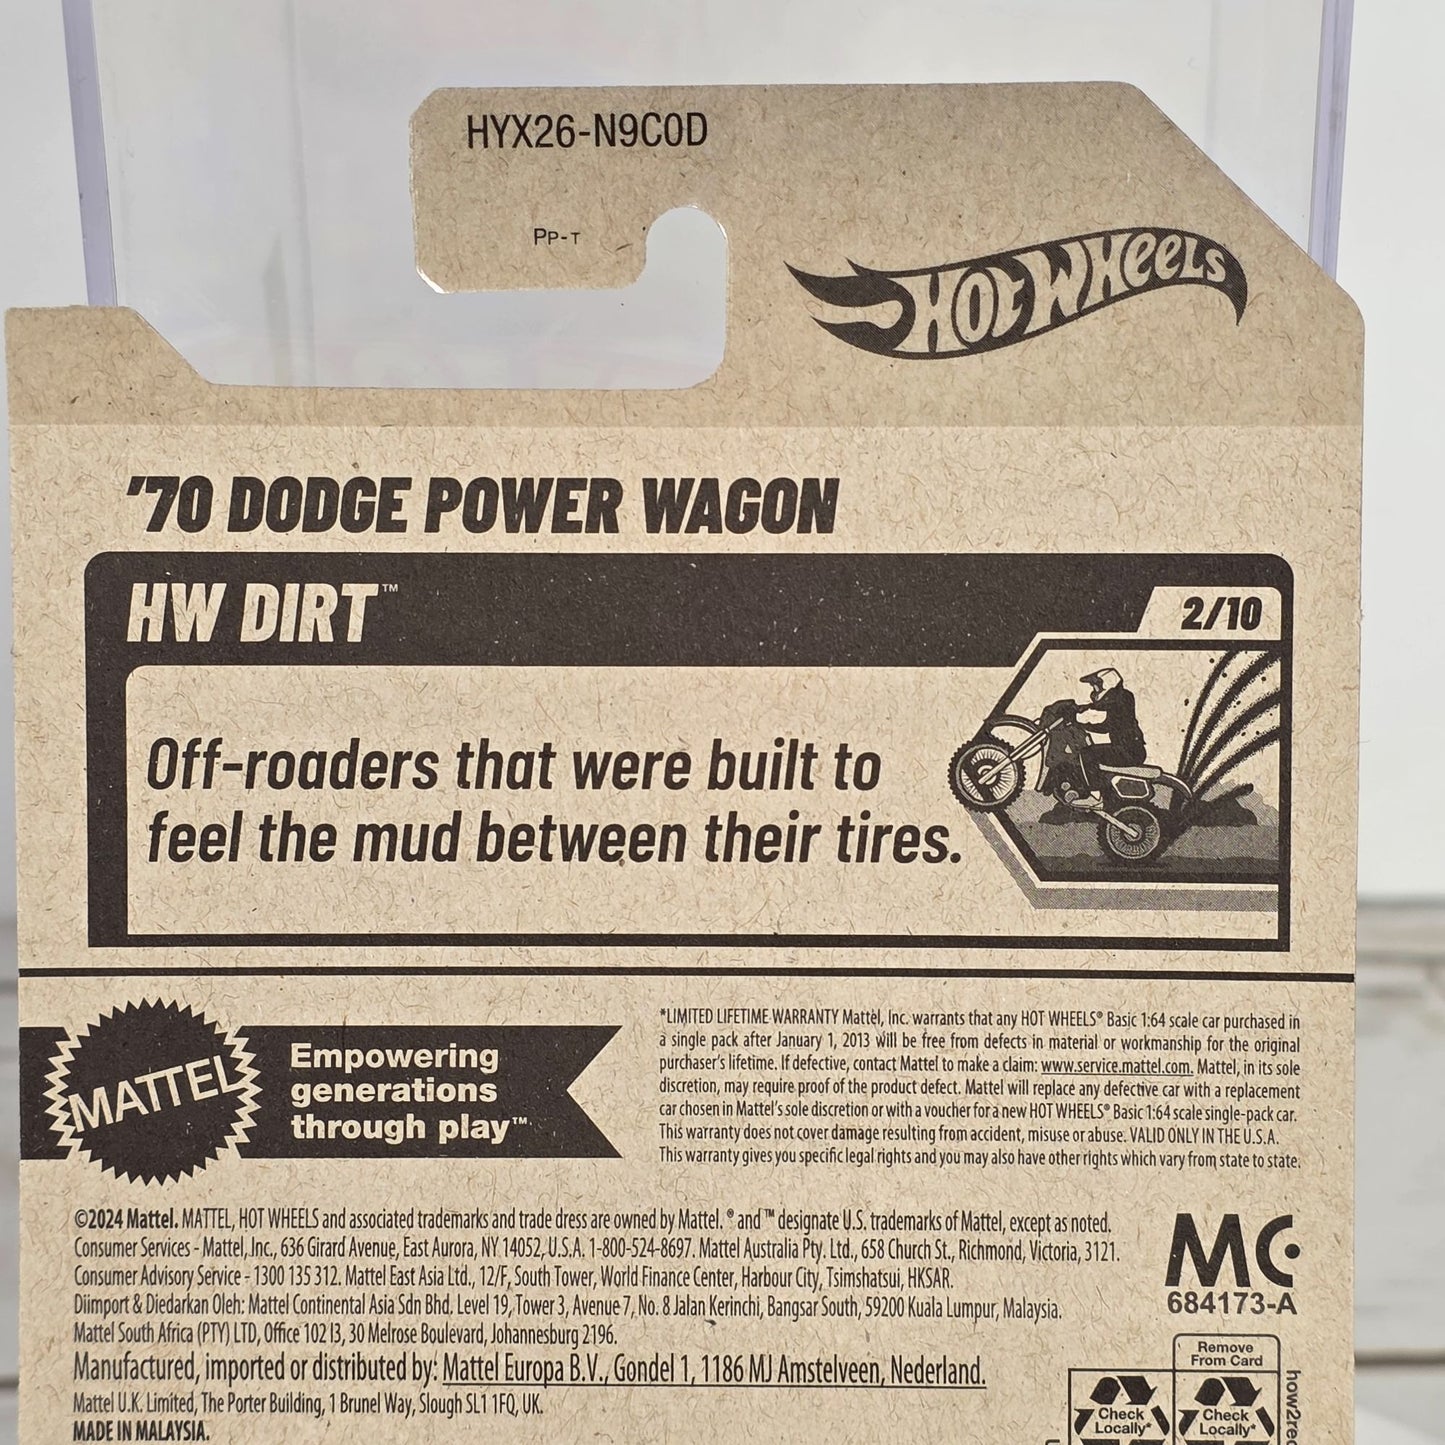 HYX26-N9C0D
Pp-T
HOT WHEELS
'70 DODGE POWER WAGON
HW DIRT™
2/10
Off-roaders that were built to
feel the mud between their tires.
MATTEL
Empowering
generations
through play™
*LIMITED LIFETIME WARRANTY Mattel, Inc. warrants that any HOT WHEELS® Basic 1:64 scale car purchased in
a single pack after January 1, 2013 will be free from defects in material or workmanship for the original
purchaser's lifetime. If defective, contact Mattel to make a claim: www.service.mattel.com. Mattel, in its sole
discretion, may require proof of the product defect. Mattel will replace any defective car with a replacement
car chosen in Mattel's sole discretion or with a voucher for a new HOT WHEELS® Basic 1:64 scale single-pack car.
This warranty does not cover damage resulting from accident, misuse or abuse. VALID ONLY IN THE U.S.A.
This warranty gives you specific legal rights and you may also have other rights which vary from state to state.
©2024 Mattel. MATTEL, HOT WHEELS and associated trademarks and trade dress are owned by Mattel. ® and ™ designate U.S. trademarks of Mattel, except as noted.
Consumer Services - Mattel, Inc., 636 Girard Avenue, East Aurora, NY 14052, U.S.A. 1-800-524-8697. Mattel Australia Pty. Ltd., 658 Church St., Richmond, Victoria, 3121.
Consumer Advisory Service - 1300 135 312. Mattel East Asia Ltd., 12/F, South Tower, World Finance Center, Harbour City, Tsimshatsui, HKSAR.
Diimport & Diedarkan Oleh: Mattel Continental Asia Sdn Bhd. Level 19, Tower 3, Avenue 7, No. 8 Jalan Kerinchi, Bangsar South, 59200 Kuala Lumpur, Malaysia.
Mattel South Africa (PTY) LTD, Office 102 I3, 30 Melrose Boulevard, Johannesburg 2196.
Manufactured, imported or distributed by: Mattel Europa B.V., Gondel 1, 1186 MJ Amstelveen, Nederland.
Mattel U.K. Limited, The Porter Building, 1 Brunel Way, Slough SL1 1FQ, UK.
MADE IN MALAYSIA.
MC
684173-A
Remove
From Card
Check
Locally*
Check
Locally*